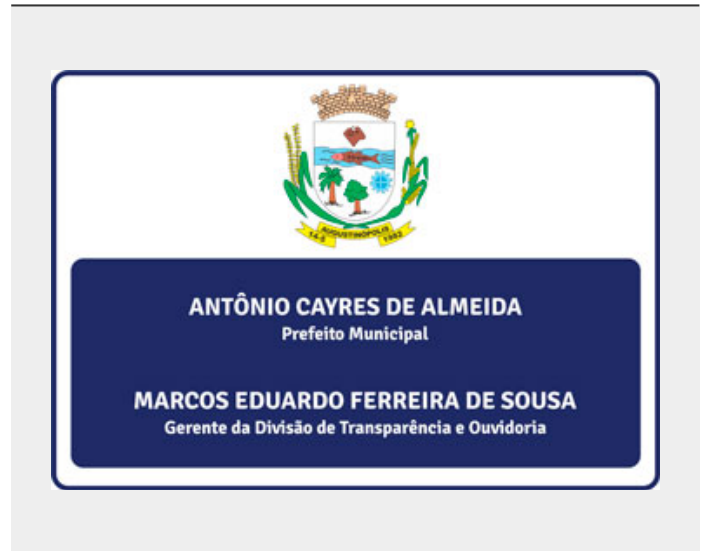 14-5 AUGUSTINÓPOLIS 1982
ANTÔNIO CAYRES DE ALMEIDA
Prefeito Municipal
MARCOS EDUARDO FERREIRA DE SOUSA
Gerente da Divisão de Transparência e Ouvidoria